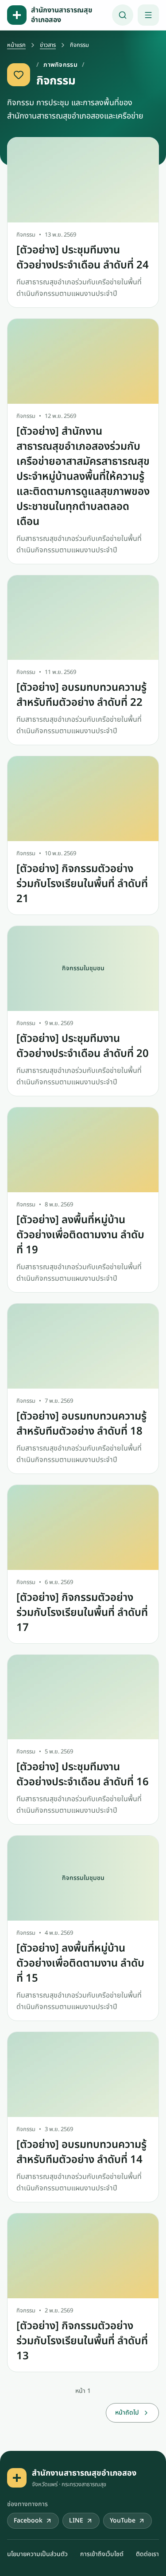 สำนักงานสาธารณสุข
อำเภอสอง
หน้าแรก > ข่าวสาร > กิจกรรม
/ ภาพกิจกรรม /
กิจกรรม
กิจกรรม การประชุม และการลงพื้นที่ของ
สำนักงานสาธารณสุขอำเภอสองและเครือข่าย
กิจกรรม • 13 พ.ย. 2569
[ตัวอย่าง] ประชุมทีมงาน
ตัวอย่างประจำเดือน ลำดับที่ 24
ทีมสาธารณสุขอำเภอร่วมกับเครือข่ายในพื้นที่
ดำเนินกิจกรรมตามแผนงานประจำปี
กิจกรรม • 12 พ.ย. 2569
[ตัวอย่าง] สำนักงาน
สาธารณสุขอำเภอสองร่วมกับ
เครือข่ายอาสาสมัครสาธารณสุข
ประจำหมู่บ้านลงพื้นที่ให้ความรู้
และติดตามการดูแลสุขภาพของ
ประชาชนในทุกตำบลตลอด
เดือน
ทีมสาธารณสุขอำเภอร่วมกับเครือข่ายในพื้นที่
ดำเนินกิจกรรมตามแผนงานประจำปี
กิจกรรม • 11 พ.ย. 2569
[ตัวอย่าง] อบรมทบทวนความรู้
สำหรับทีมตัวอย่าง ลำดับที่ 22
ทีมสาธารณสุขอำเภอร่วมกับเครือข่ายในพื้นที่
ดำเนินกิจกรรมตามแผนงานประจำปี
กิจกรรม • 10 พ.ย. 2569
[ตัวอย่าง] กิจกรรมตัวอย่าง
ร่วมกับโรงเรียนในพื้นที่ ลำดับที่
21
กิจกรรมในชุมชน
กิจกรรม • 9 พ.ย. 2569
[ตัวอย่าง] ประชุมทีมงาน
ตัวอย่างประจำเดือน ลำดับที่ 20
ทีมสาธารณสุขอำเภอร่วมกับเครือข่ายในพื้นที่
ดำเนินกิจกรรมตามแผนงานประจำปี
กิจกรรม • 8 พ.ย. 2569
[ตัวอย่าง] ลงพื้นที่หมู่บ้าน
ตัวอย่างเพื่อติดตามงาน ลำดับ
ที่ 19
ทีมสาธารณสุขอำเภอร่วมกับเครือข่ายในพื้นที่
ดำเนินกิจกรรมตามแผนงานประจำปี
กิจกรรม • 7 พ.ย. 2569
[ตัวอย่าง] อบรมทบทวนความรู้
สำหรับทีมตัวอย่าง ลำดับที่ 18
ทีมสาธารณสุขอำเภอร่วมกับเครือข่ายในพื้นที่
ดำเนินกิจกรรมตามแผนงานประจำปี
กิจกรรม • 6 พ.ย. 2569
[ตัวอย่าง] กิจกรรมตัวอย่าง
ร่วมกับโรงเรียนในพื้นที่ ลำดับที่
17
กิจกรรม • 5 พ.ย. 2569
[ตัวอย่าง] ประชุมทีมงาน
ตัวอย่างประจำเดือน ลำดับที่ 16
ทีมสาธารณสุขอำเภอร่วมกับเครือข่ายในพื้นที่
ดำเนินกิจกรรมตามแผนงานประจำปี
กิจกรรมในชุมชน
กิจกรรม • 4 พ.ย. 2569
[ตัวอย่าง] ลงพื้นที่หมู่บ้าน
ตัวอย่างเพื่อติดตามงาน ลำดับ
ที่ 15
ทีมสาธารณสุขอำเภอร่วมกับเครือข่ายในพื้นที่
ดำเนินกิจกรรมตามแผนงานประจำปี
กิจกรรม • 3 พ.ย. 2569
[ตัวอย่าง] อบรมทบทวนความรู้
สำหรับทีมตัวอย่าง ลำดับที่ 14
ทีมสาธารณสุขอำเภอร่วมกับเครือข่ายในพื้นที่
ดำเนินกิจกรรมตามแผนงานประจำปี
กิจกรรม • 2 พ.ย. 2569
[ตัวอย่าง] กิจกรรมตัวอย่าง
ร่วมกับโรงเรียนในพื้นที่ ลำดับที่
13
หน้า 1
หน้าถัดไป
สำนักงานสาธารณสุขอำเภอสอง
จังหวัดแพร่ · กระทรวงสาธารณสุข
ช่องทางทางการ
Facebook LINE YouTube
นโยบายความเป็นส่วนตัว การเข้าถึงเว็บไซต์ ติดต่อเรา